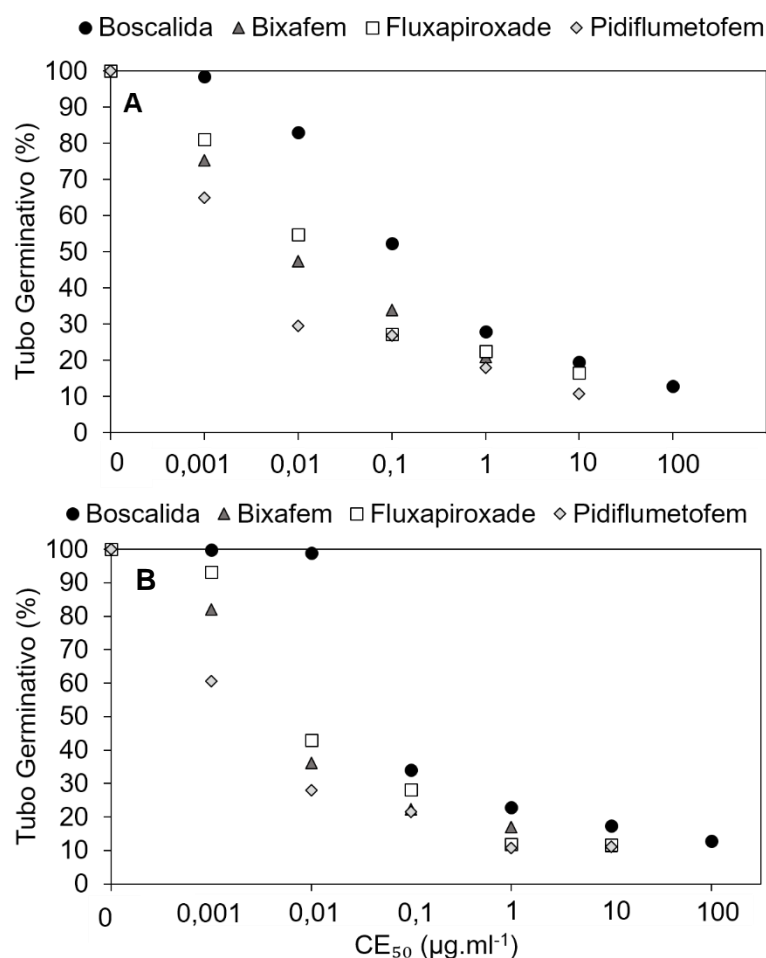 Boscalida Bixafem Fluxapiroxade Pidiflumetofem
A
Tubo Germinativo (%)
100
90
80
70
60
50
40
30
20
10
0
0 0,001 0,01 0,1 1 10 100
Boscalida Bixafem Fluxapiroxade Pidiflumetofem
B
Tubo Germinativo (%)
100
90
80
70
60
50
40
30
20
10
0
0 0,001 0,01 0,1 1 10 100
CE₅₀ (µg.ml⁻¹)